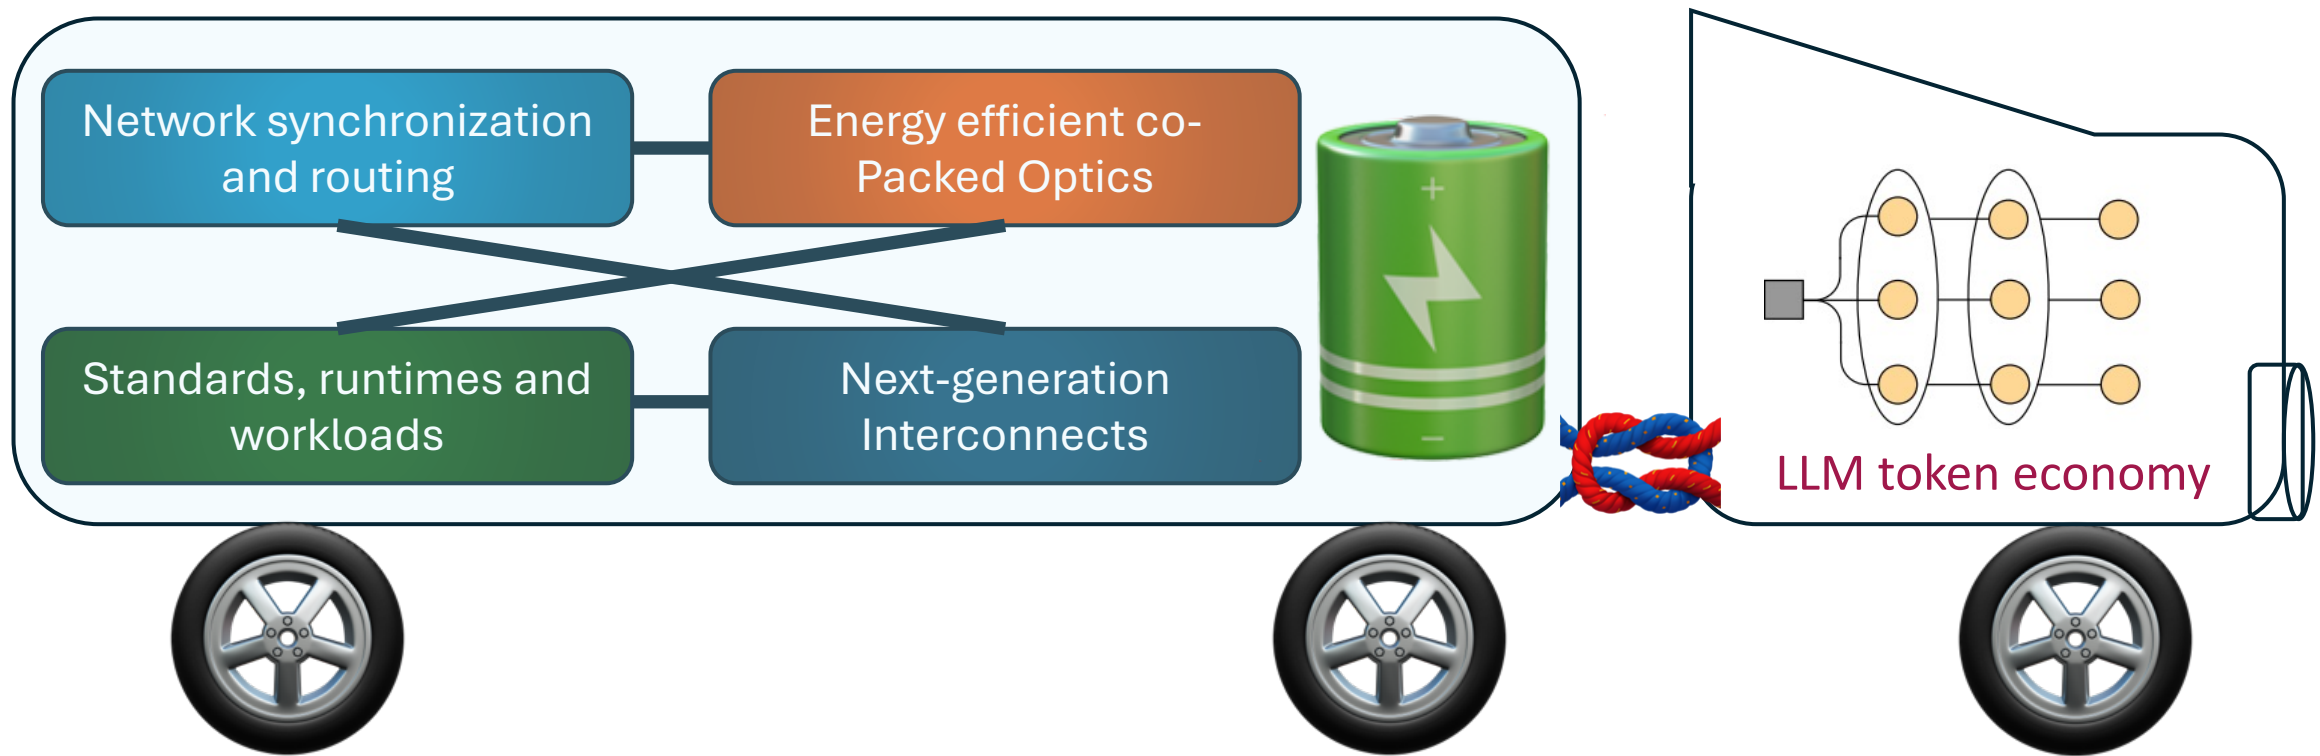 Network synchronization
and routing
Energy efficient co-
Packed Optics
Standards, runtimes and
workloads
Next-generation
Interconnects
+
−
LLM token economy